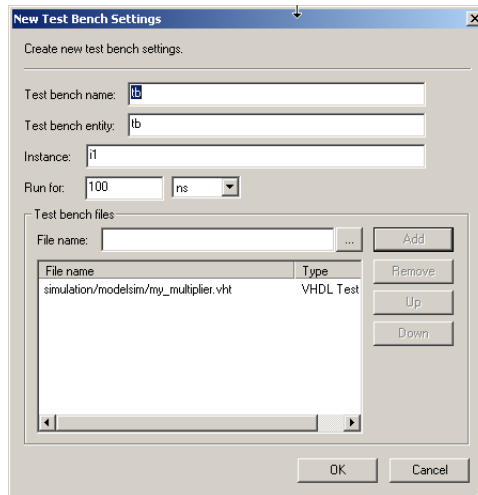 New Test Bench Settings
Create new test bench settings.
Test bench name: tb
Test bench entity: tb
Instance: i1
Run for: 100 ns
Test bench files
File name: ... Add
File name Type Remove
simulation/modelsim/my_multiplier.vht VHDL Test
Up
Down
OK Cancel